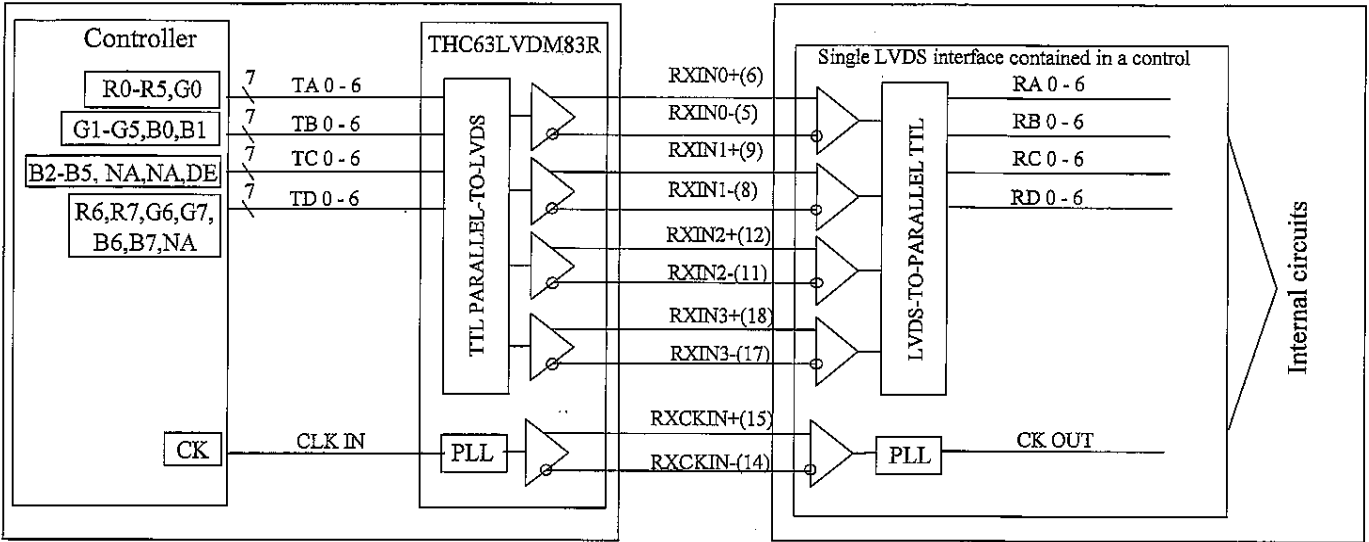 Controller
R0-R5,G0
G1-G5,B0,B1
B2-B5, NA,NA,DE
R6,R7,G6,G7,
B6,B7,NA
CK
7
TA 0 - 6
7
TB 0 - 6
7
TC 0 - 6
7
TD 0 - 6
CLK IN
THC63LVDM83R
TTL PARALLEL-TO-LVDS
PLL
RXIN0+(6)
RXIN0-(5)
RXIN1+(9)
RXIN1-(8)
RXIN2+(12)
RXIN2-(11)
RXIN3+(18)
RXIN3-(17)
RXCKIN+(15)
RXCKIN-(14)
Single LVDS interface contained in a control
LVDS-TO-PARALLEL TTL
PLL
RA 0 - 6
RB 0 - 6
RC 0 - 6
RD 0 - 6
CK OUT
Internal circuits